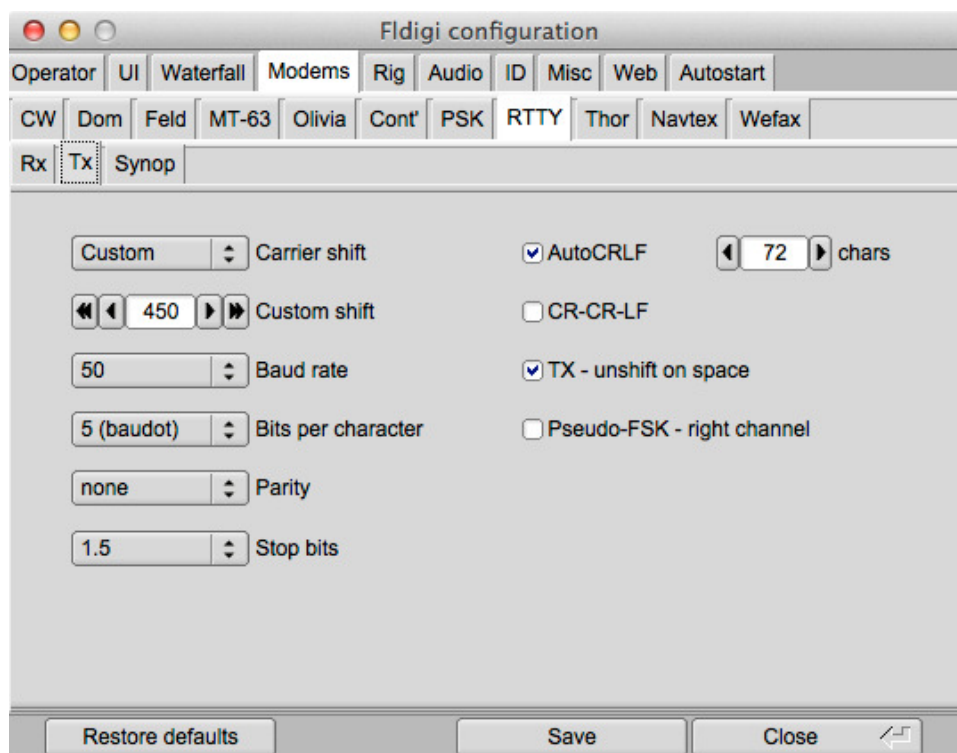 Fldigi configuration
Operator UI Waterfall Modems Rig Audio ID Misc Web Autostart
CW Dom Feld MT-63 Olivia Cont' PSK RTTY Thor Navtex Wefax
Rx Tx Synop
Custom Carrier shift AutoCRLF 72 chars
450 Custom shift CR-CR-LF
50 Baud rate TX - unshift on space
5 (baudot) Bits per character Pseudo-FSK - right channel
none Parity
1.5 Stop bits
Restore defaults Save Close